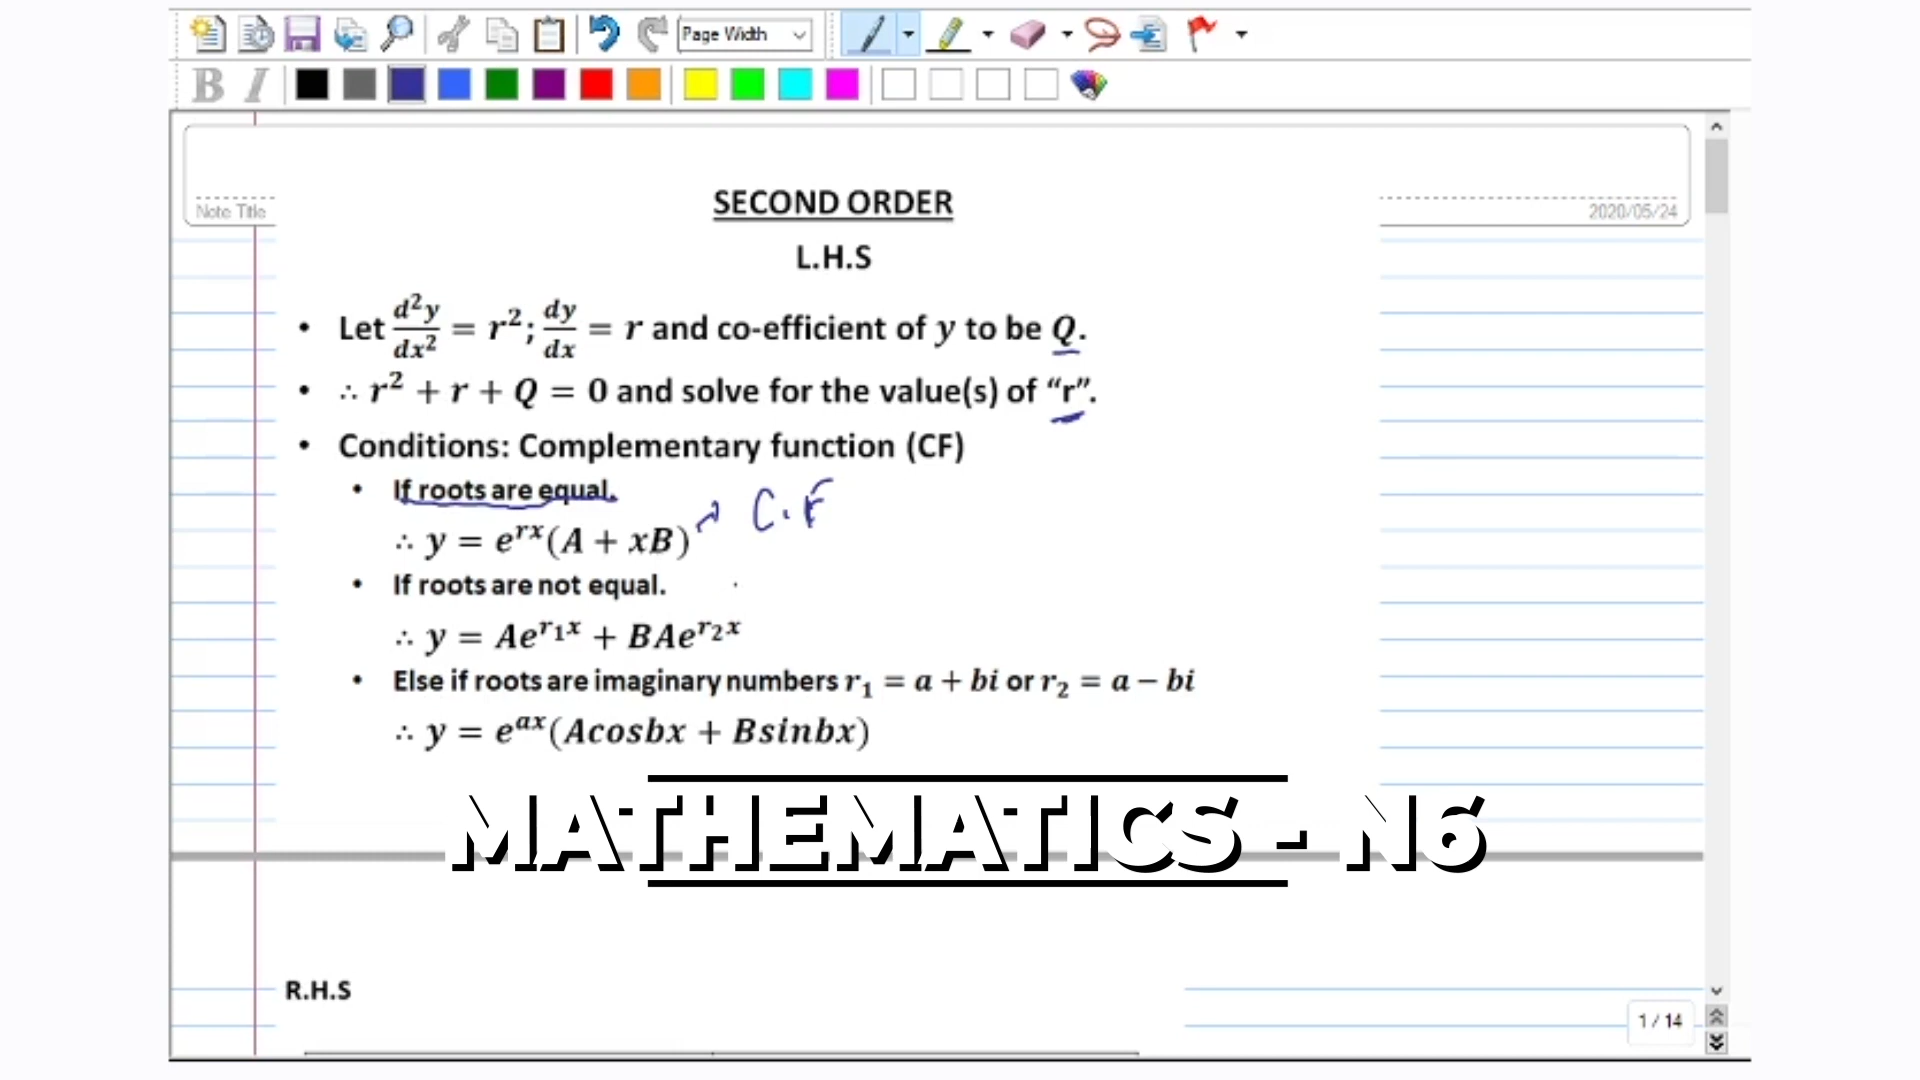 Page Width
B I
SECOND ORDER
Note Title
2020/05/24
L.H.S
• Let d²y/dx² = r²; dy/dx = r and co-efficient of y to be Q.
• ∴ r² + r + Q = 0 and solve for the value(s) of “r”.
• Conditions: Complementary function (CF)
• If roots are equal.
C.F
∴ y = e^{rx}(A + xB)
• If roots are not equal.
∴ y = Ae^{r₁x} + BAe^{r₂x}
• Else if roots are imaginary numbers r₁ = a + bi or r₂ = a − bi
∴ y = e^{ax}(Acosbx + Bsinbx)
MATHEMATICS - N6
R.H.S
1 / 14